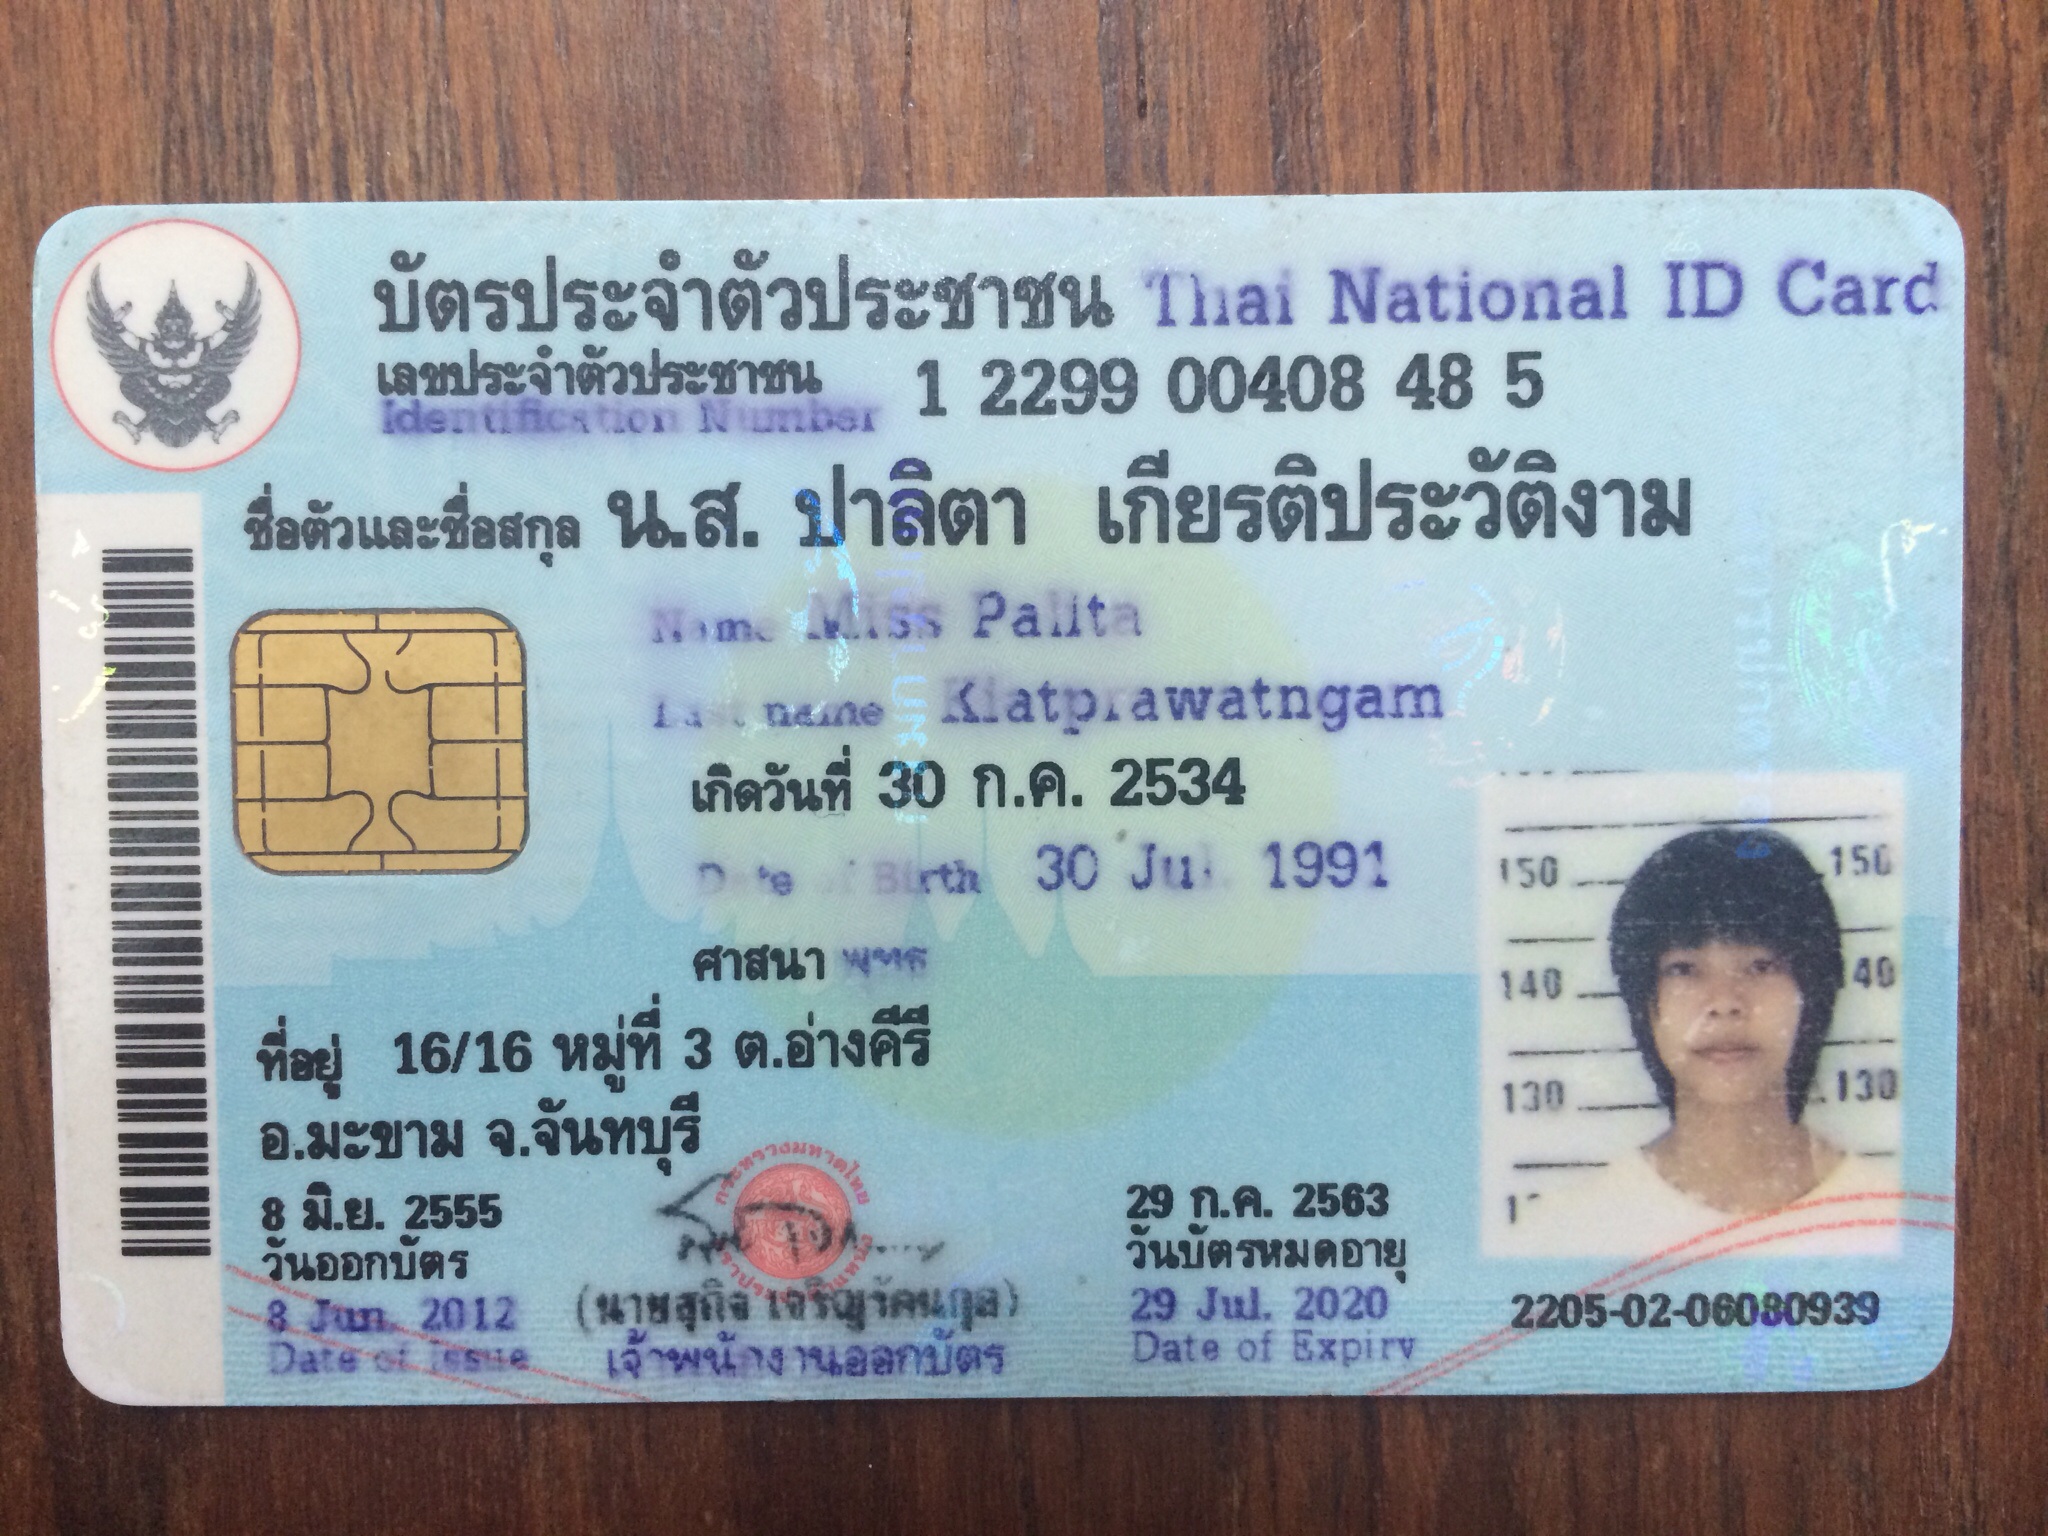 บัตรประจำตัวประชาชน Thai National ID Card
เลขประจำตัวประชาชน 1 2299 00408 48 5
Identification Number
ชื่อตัวและชื่อสกุล น.ส. ปาลิตา เกียรติประวัติงาม
Name Miss Palita
Last name Kiatprawatngam
เกิดวันที่ 30 ก.ค. 2534
Date of Birth 30 Jul. 1991
ศาสนา พุทธ
ที่อยู่ 16/16 หมู่ที่ 3 ต.อ่างคีรี
อ.มะขาม จ.จันทบุรี
8 มิ.ย. 2555
วันออกบัตร
8 Jun. 2012
Date of Issue
(นายสุกิจ เจริญรัตนกุล)
เจ้าพนักงานออกบัตร
29 ก.ค. 2563
วันบัตรหมดอายุ
29 Jul. 2020
Date of Expiry
150 150
140 140
130 130
2205-02-06080939